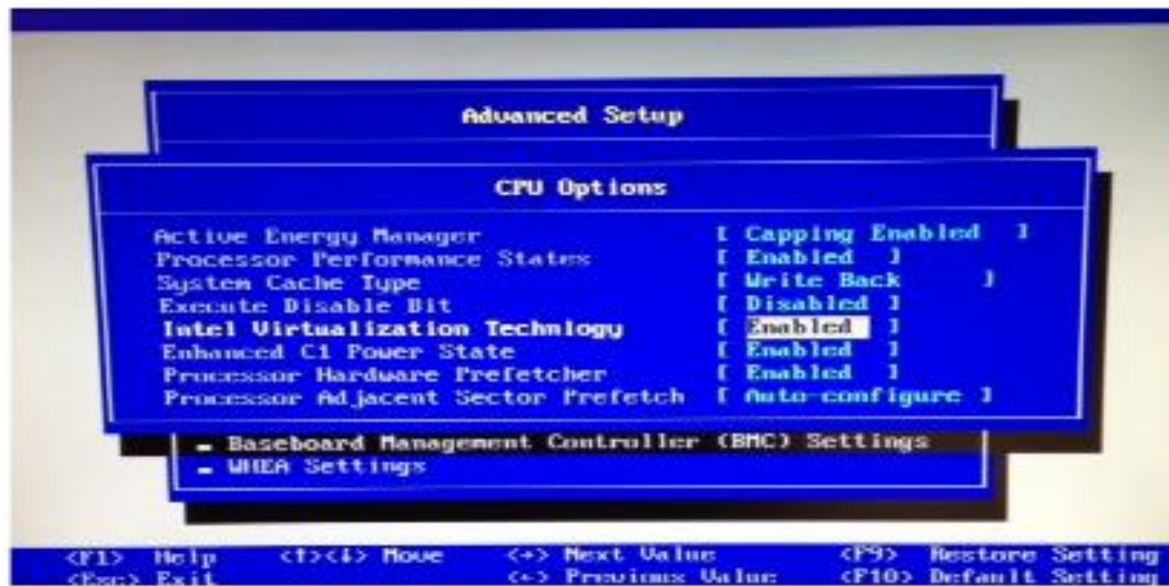 Advanced Setup
CPU Options
Active Energy Manager [ Capping Enabled ]
Processor Performance States [ Enabled ]
System Cache Type [ Write Back ]
Execute Disable Bit [ Disabled ]
Intel Virtualization Technlogy [ Enabled ]
Enhanced C1 Power State [ Enabled ]
Processor Hardware Prefetcher [ Enabled ]
Processor Adjacent Sector Prefetch [ Auto-configure ]
Baseboard Management Controller (BMC) Settings
WHEA Settings
<F1> Help <↑><↓> Move <+> Next Value <F9> Restore Setting
<Esc> Exit <-> Previous Value <F10> Default Setting